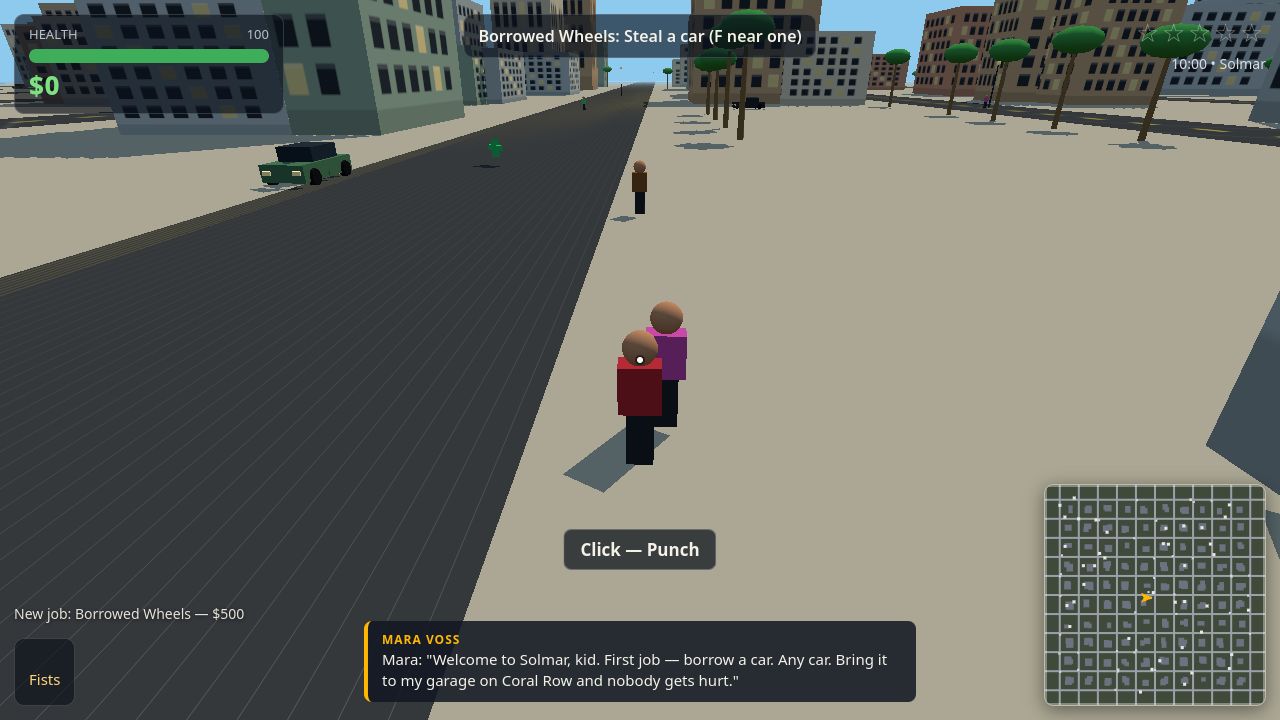 HEALTH 100
$0
Borrowed Wheels: Steal a car (F near one)
10:00 • Solmar
Click — Punch
New job: Borrowed Wheels — $500
Fists
MARA VOSS
Mara: "Welcome to Solmar, kid. First job — borrow a car. Any car. Bring it
to my garage on Coral Row and nobody gets hurt."